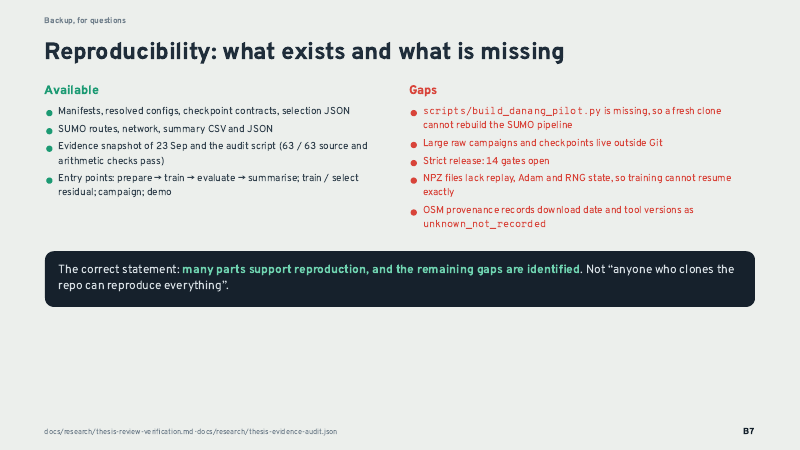 Backup, for questions
Reproducibility: what exists and what is missing
Available
Manifests, resolved configs, checkpoint contracts, selection JSON
SUMO routes, network, summary CSV and JSON
Evidence snapshot of 23 Sep and the audit script (63 / 63 source and
arithmetic checks pass)
Entry points: prepare → train → evaluate → summarise; train / select
residual; campaign; demo
Gaps
scripts/build_danang_pilot.py is missing, so a fresh clone
cannot rebuild the SUMO pipeline
Large raw campaigns and checkpoints live outside Git
Strict release: 14 gates open
NPZ files lack replay, Adam and RNG state, so training cannot resume
exactly
OSM provenance records download date and tool versions as
unknown_not_recorded
The correct statement: many parts support reproduction, and the remaining gaps are identified. Not “anyone who clones the
repo can reproduce everything”.
docs/research/thesis-review-verification.md · docs/research/thesis-evidence-audit.json
B7